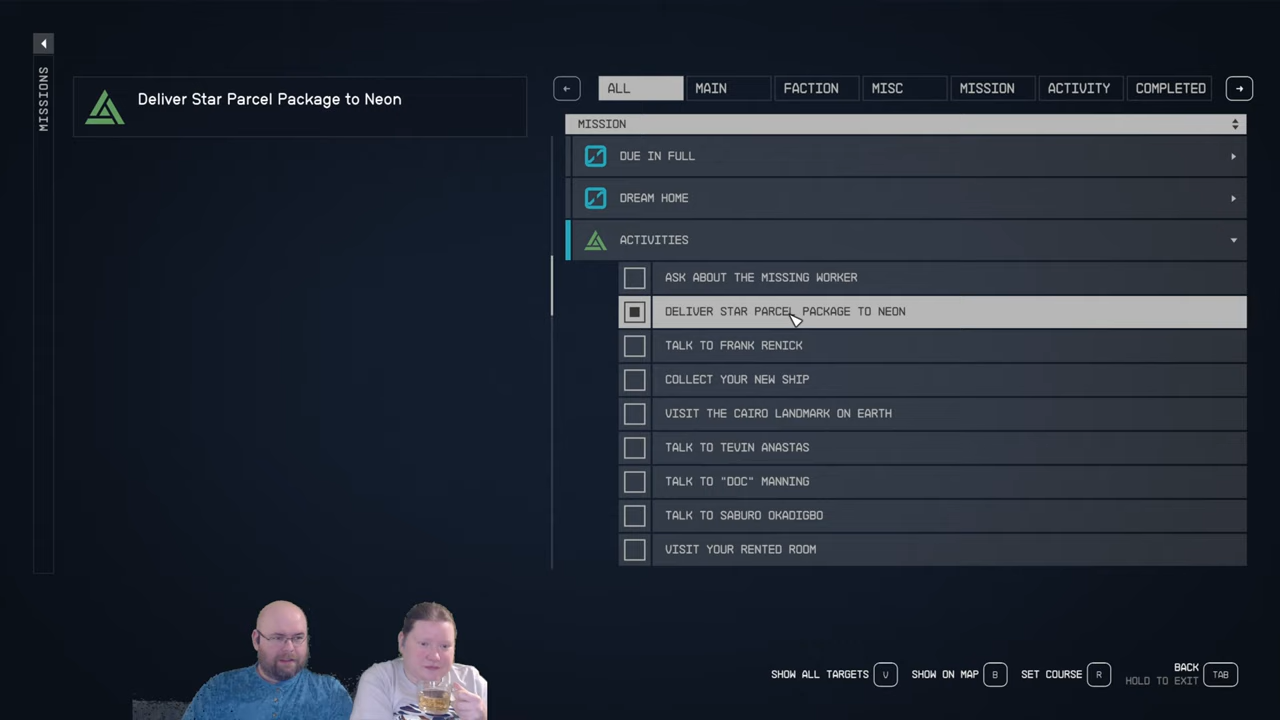 MISSIONS
Deliver Star Parcel Package to Neon
ALL MAIN FACTION MISC MISSION ACTIVITY COMPLETED
MISSION
DUE IN FULL
DREAM HOME
ACTIVITIES
ASK ABOUT THE MISSING WORKER
DELIVER STAR PARCEL PACKAGE TO NEON
TALK TO FRANK RENICK
COLLECT YOUR NEW SHIP
VISIT THE CAIRO LANDMARK ON EARTH
TALK TO TEVIN ANASTAS
TALK TO "DOC" MANNING
TALK TO SABURO OKADIGBO
VISIT YOUR RENTED ROOM
SHOW ALL TARGETS V SHOW ON MAP B SET COURSE R BACK TAB
HOLD TO EXIT